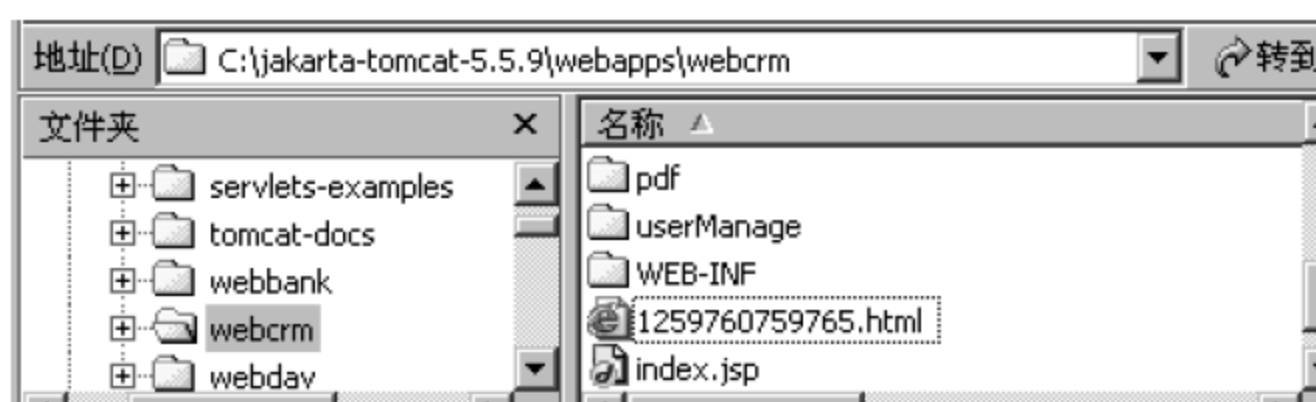 地址(D) C:\jakarta-tomcat-5.5.9\webapps\webcrm 转到
文件夹
名称
servlets-examples
tomcat-docs
webbank
webcrm
webdav
pdf
userManage
WEB-INF
1259760759765.html
index.jsp